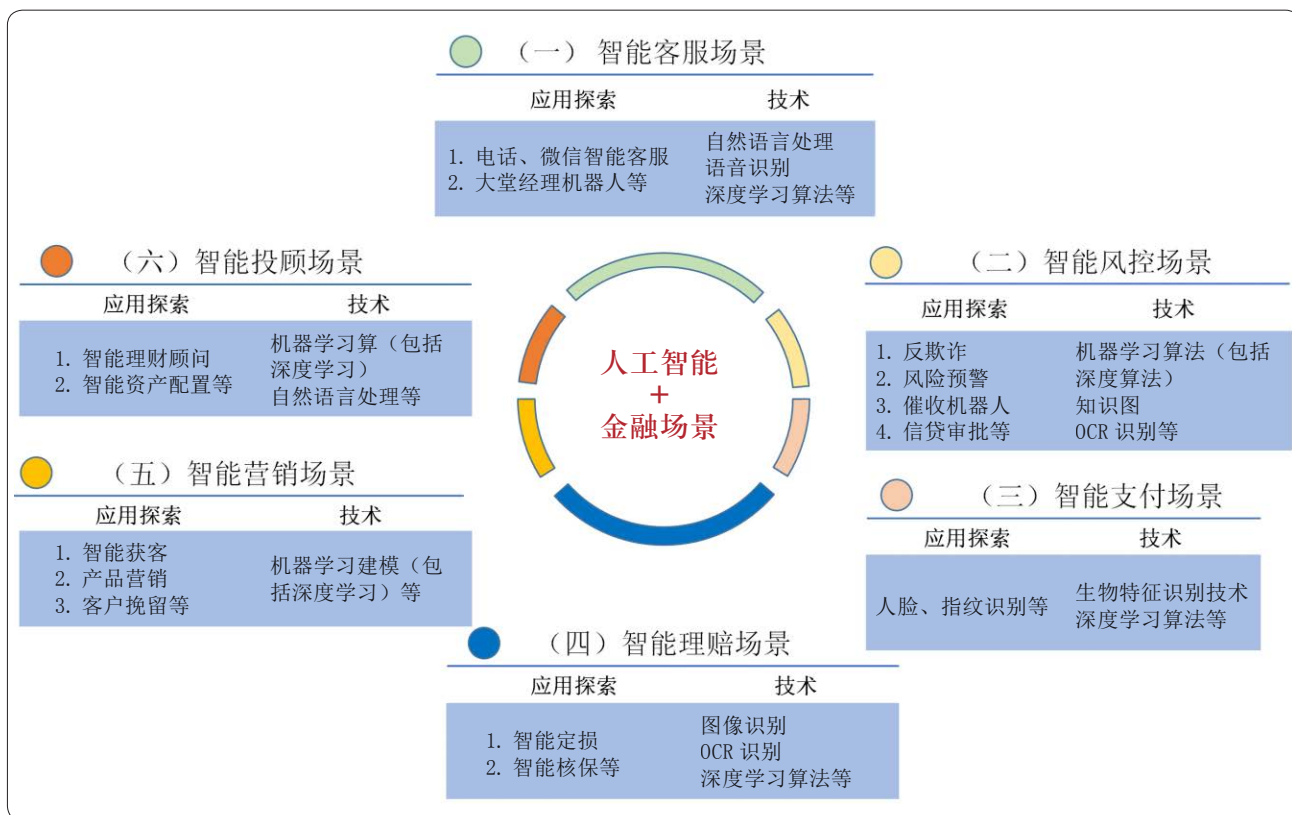 （一）智能客服场景
应用探索 技术
1. 电话、微信智能客服
2. 大堂经理机器人等
自然语言处理
语音识别
深度学习算法等
（二）智能风控场景
应用探索 技术
1. 反欺诈
2. 风险预警
3. 催收机器人
4. 信贷审批等
机器学习算法（包括
深度算法）
知识图
OCR 识别等
（三）智能支付场景
应用探索 技术
人脸、指纹识别等
生物特征识别技术
深度学习算法等
（四）智能理赔场景
应用探索 技术
1. 智能定损
2. 智能核保等
图像识别
OCR 识别
深度学习算法等
（五）智能营销场景
应用探索 技术
1. 智能获客
2. 产品营销
3. 客户挽留等
机器学习建模（包
括深度学习）等
（六）智能投顾场景
应用探索 技术
1. 智能理财顾问
2. 智能资产配置等
机器学习算（包括
深度学习）
自然语言处理等
人工智能
+
金融场景